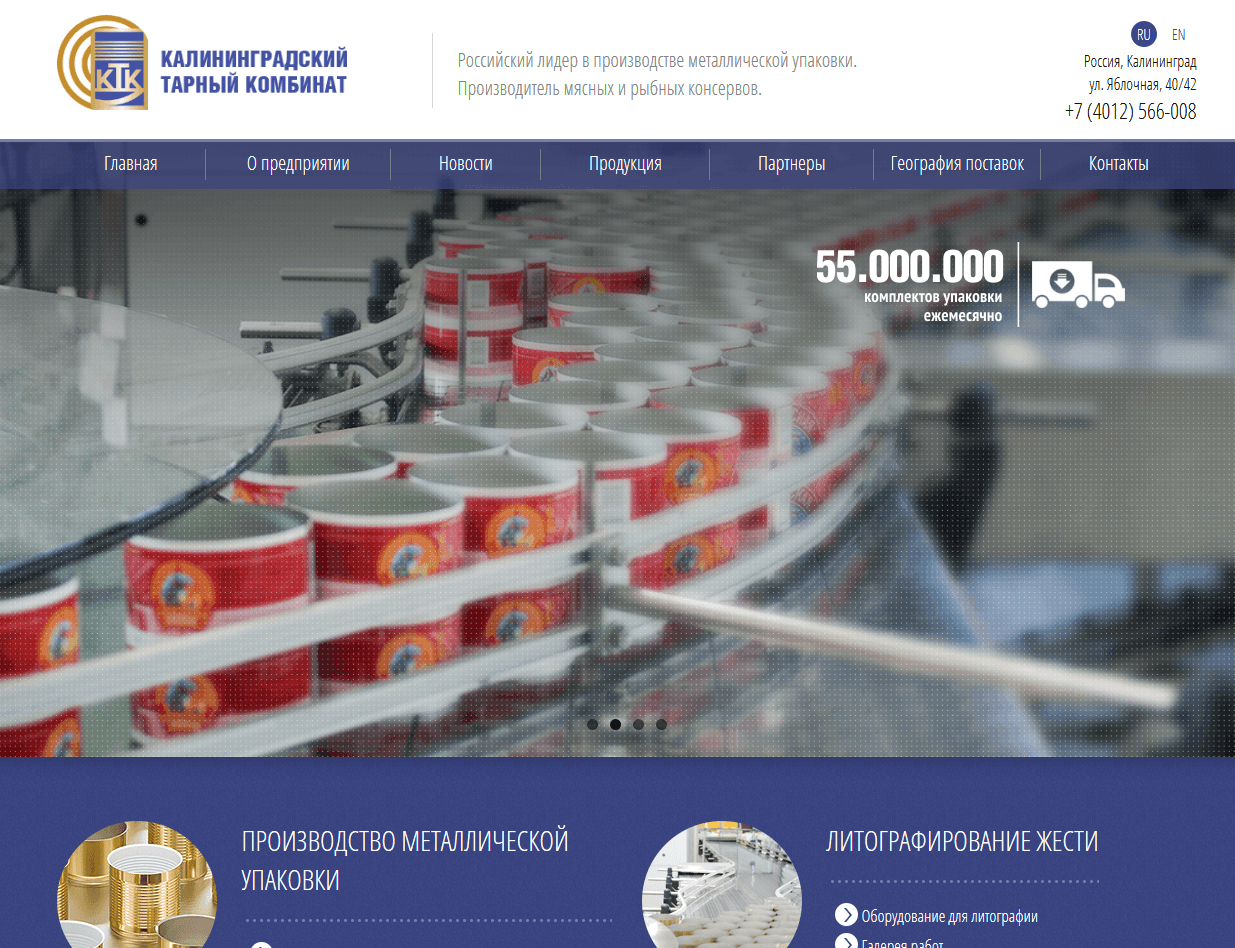 КТК
КАЛИНИНГРАДСКИЙ
ТАРНЫЙ КОМБИНАТ
Российский лидер в производстве металлической упаковки.
Производитель мясных и рыбных консервов.
RU EN
Россия, Калининград
ул. Яблочная, 40/42
+7 (4012) 566-008
Главная О предприятии Новости Продукция Партнеры География поставок Контакты
55.000.000
комплектов упаковки
ежемесячно
ПРОИЗВОДСТВО МЕТАЛЛИЧЕСКОЙ
УПАКОВКИ
ЛИТОГРАФИРОВАНИЕ ЖЕСТИ
Оборудование для литографии
Галерея работ